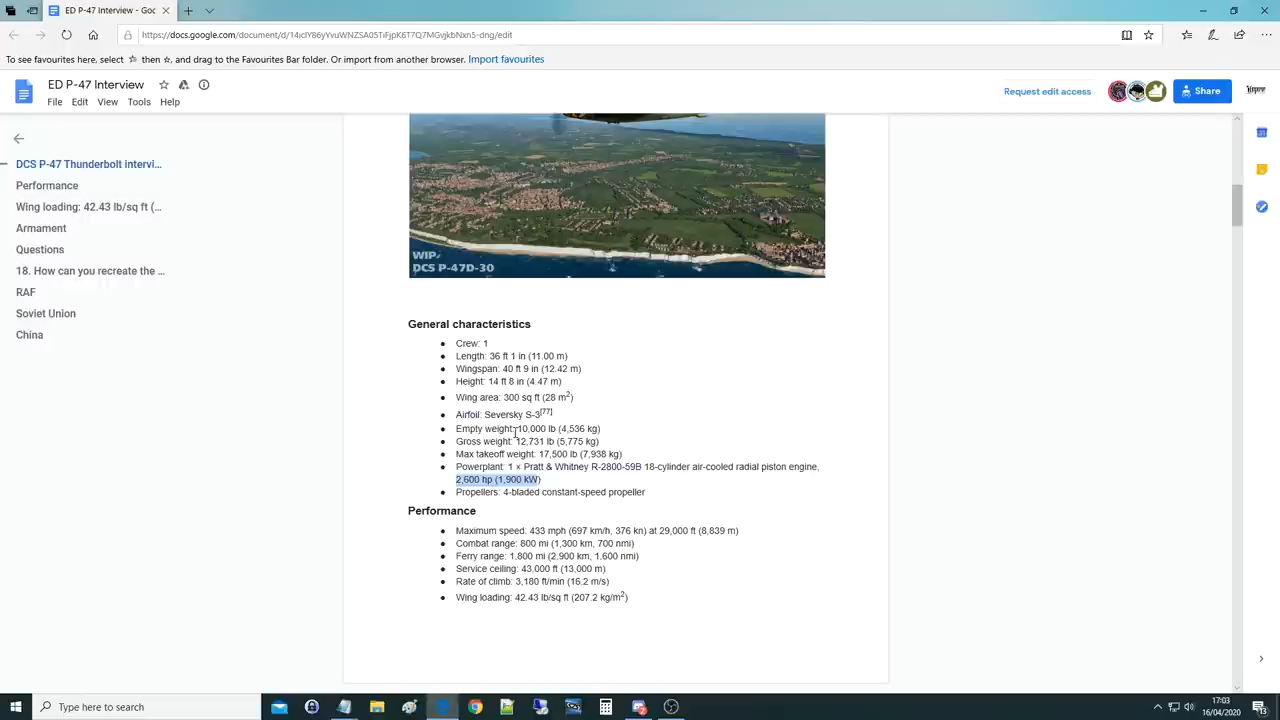 ED P-47 Interview - Goc
https://docs.google.com/document/d/14iclY86yYvuWNZSA05TiFjpK6T7Q7MGvjkbNxn5-dng/edit
To see favourites here, select ☆ then ☆, and drag to the Favourites Bar folder. Or import from another browser. Import favourites
ED P-47 Interview
File Edit View Tools Help
Request edit access
Share
DCS P-47 Thunderbolt intervi...
Performance
Wing loading: 42.43 lb/sq ft (...
Armament
Questions
18. How can you recreate the ...
RAF
Soviet Union
China
WIP
DCS P-47D-30
General characteristics
● Crew: 1
● Length: 36 ft 1 in (11.00 m)
● Wingspan: 40 ft 9 in (12.42 m)
● Height: 14 ft 8 in (4.47 m)
● Wing area: 300 sq ft (28 m2)
● Airfoil: Seversky S-3[77]
● Empty weight: 10,000 lb (4,536 kg)
● Gross weight: 12,731 lb (5,775 kg)
● Max takeoff weight: 17,500 lb (7,938 kg)
● Powerplant: 1 × Pratt & Whitney R-2800-59B 18-cylinder air-cooled radial piston engine,
2,600 hp (1,900 kW)
● Propellers: 4-bladed constant-speed propeller
Performance
● Maximum speed: 433 mph (697 km/h, 376 kn) at 29,000 ft (8,839 m)
● Combat range: 800 mi (1,300 km, 700 nmi)
● Ferry range: 1,800 mi (2,900 km, 1,600 nmi)
● Service ceiling: 43,000 ft (13,000 m)
● Rate of climb: 3,180 ft/min (16.2 m/s)
● Wing loading: 42.43 lb/sq ft (207.2 kg/m2)
Type here to search
17:03
16/04/2020